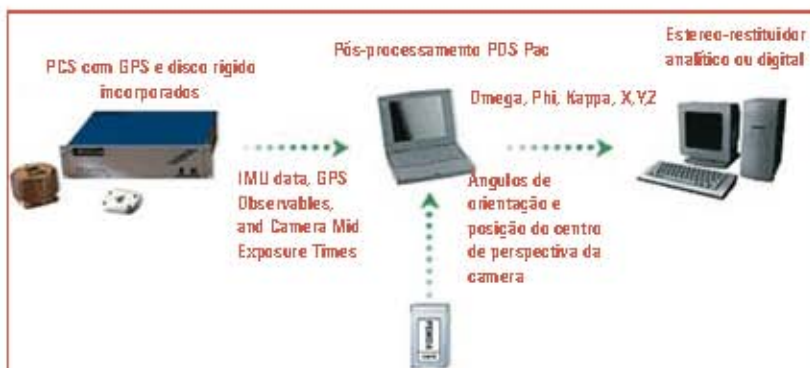 PCS com GPS e disco rígido
incorporados
IMU data, GPS
Observables,
and Camera Mid
Exposure Times
Pós-processamento POS Pac
Omega, Phi, Kappa, X,Y,Z
Ângulos de
orientação e
posição do centro
de perspectiva da
camera
Estereo-restituidor
analítico ou digital